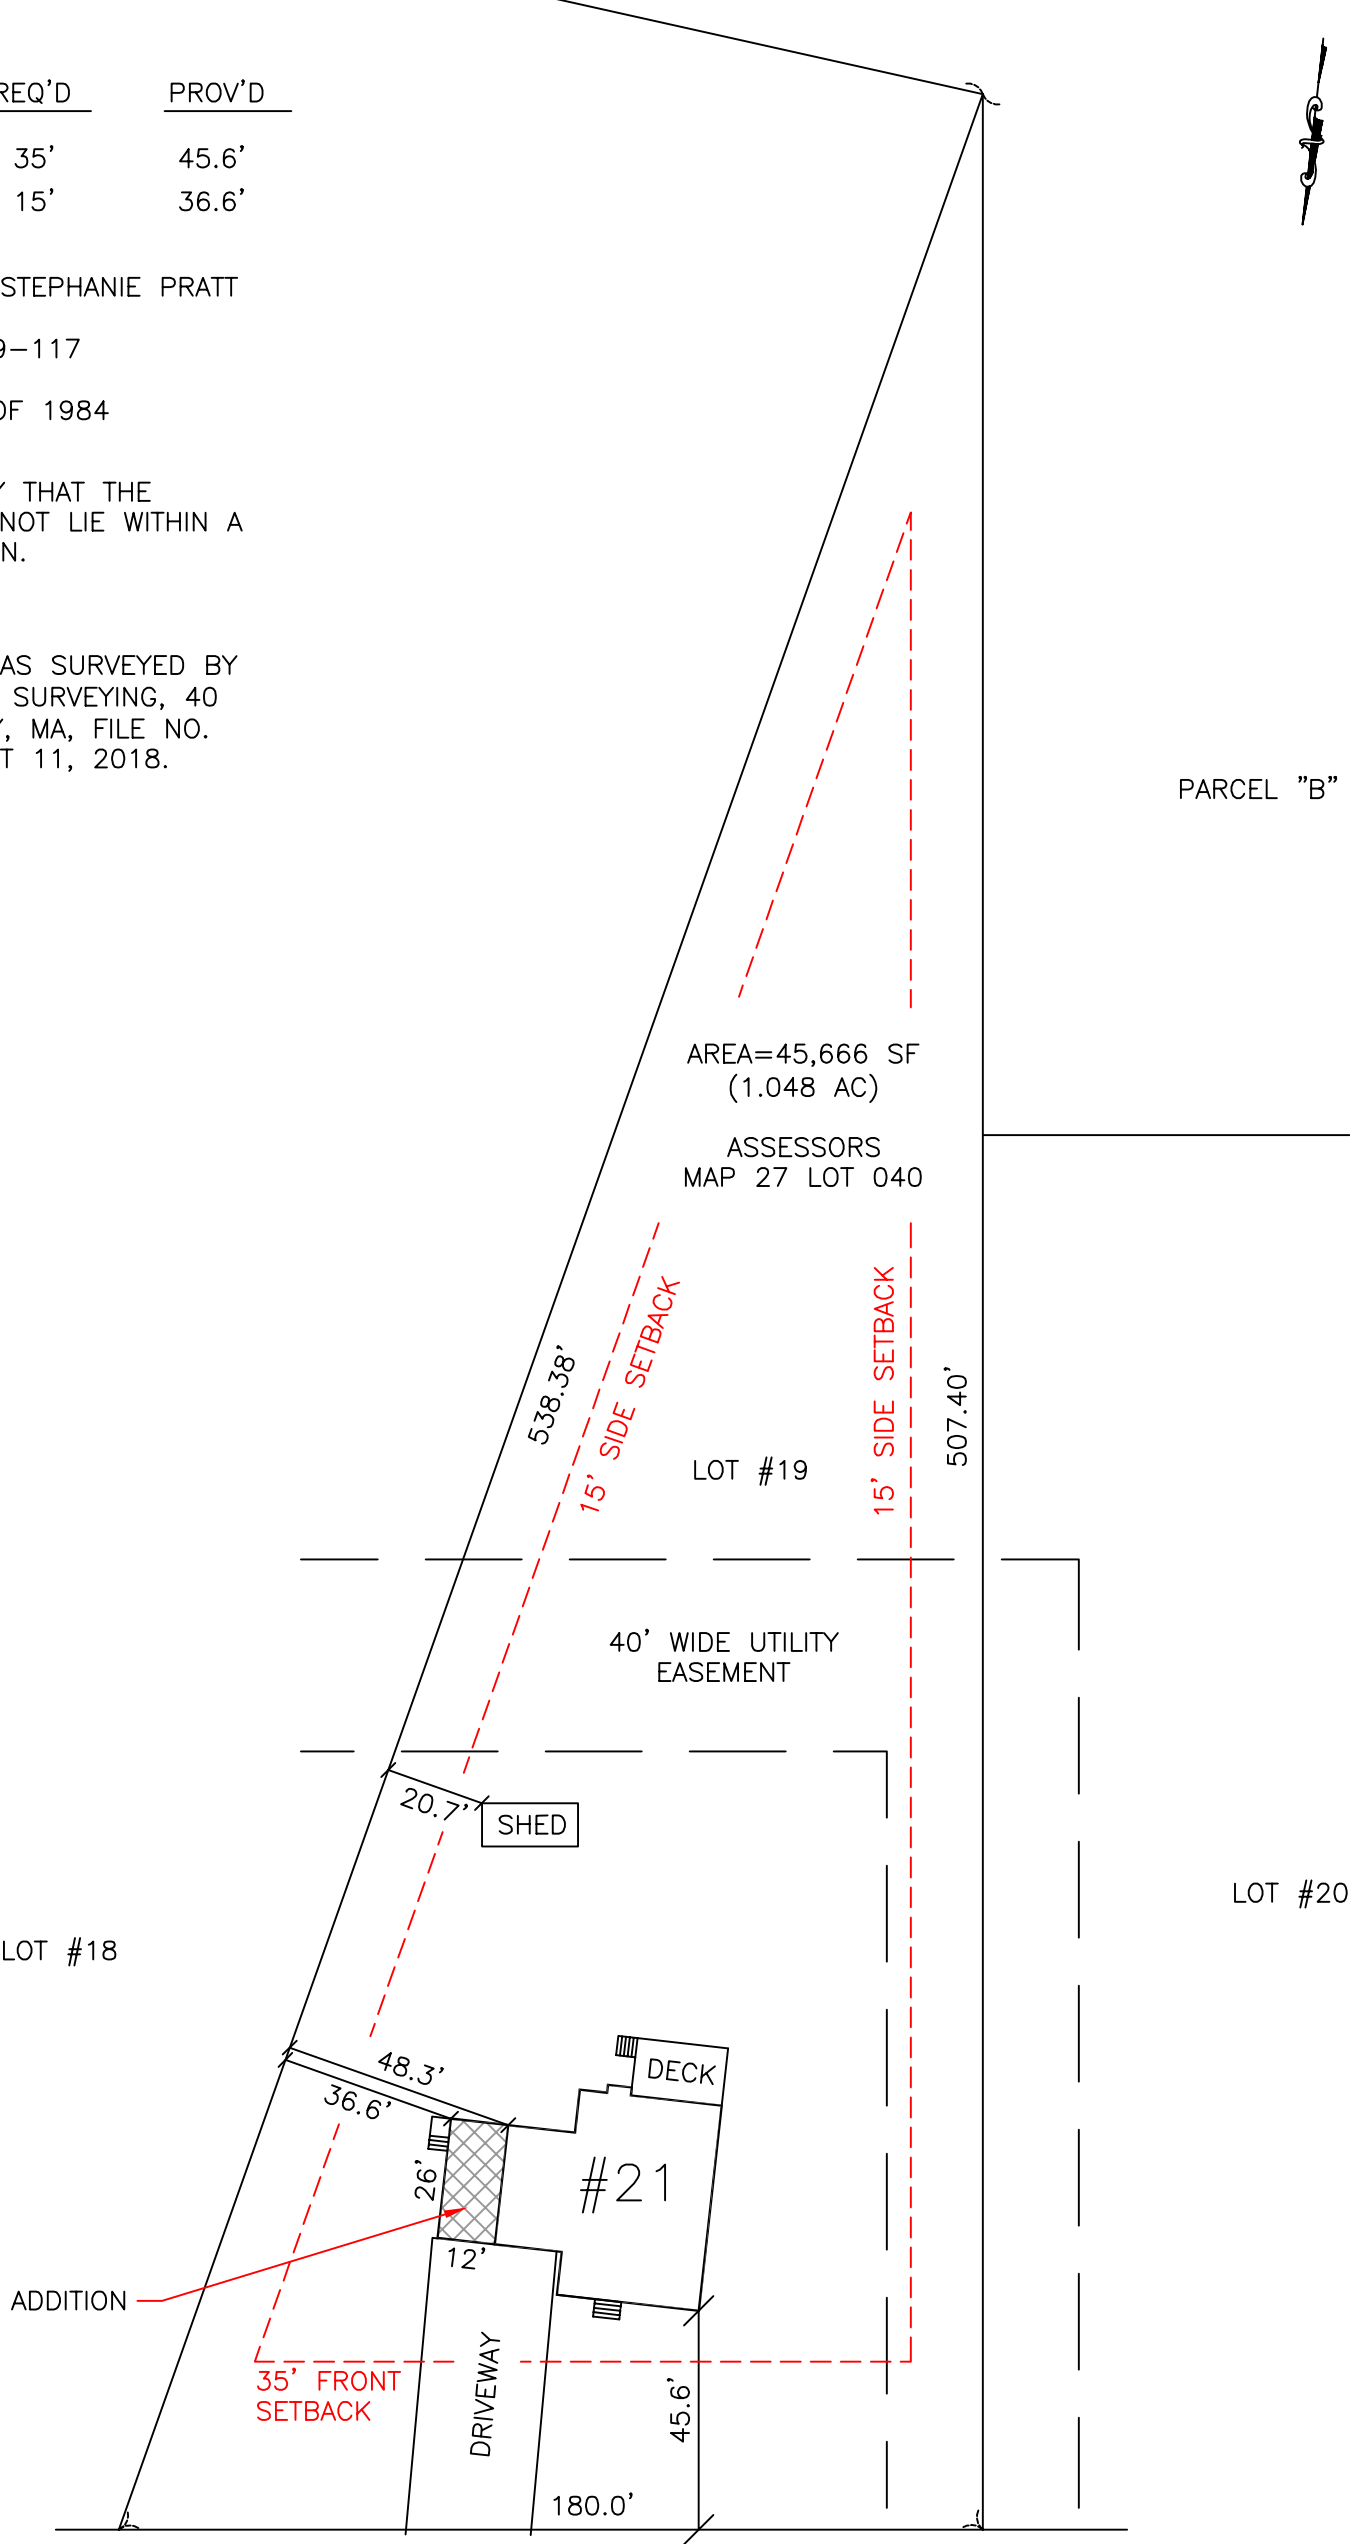 REQ'D PROV'D
35' 45.6'
15' 36.6'
STEPHANIE PRATT
9-117
OF 1984
THAT THE
NOT LIE WITHIN A
N.
AS SURVEYED BY
SURVEYING, 40
Y, MA, FILE NO.
T 11, 2018.
PARCEL "B"
AREA=45,666 SF
(1.048 AC)
ASSESSORS
MAP 27 LOT 040
15' SIDE SETBACK
15' SIDE SETBACK
538.38'
507.40'
LOT #19
40' WIDE UTILITY
EASEMENT
20.7'
SHED
LOT #20
LOT #18
48.3'
36.6'
DECK
26'
#21
12'
ADDITION
35' FRONT
SETBACK
DRIVEWAY
45.6'
180.0'